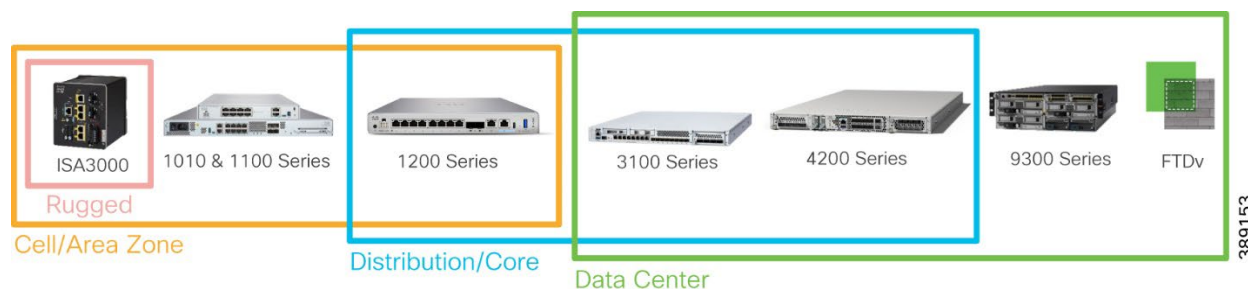 ISA3000
1010 & 1100 Series
1200 Series
3100 Series
4200 Series
9300 Series
FTDv
Rugged
Cell/Area Zone
Distribution/Core
Data Center
389153